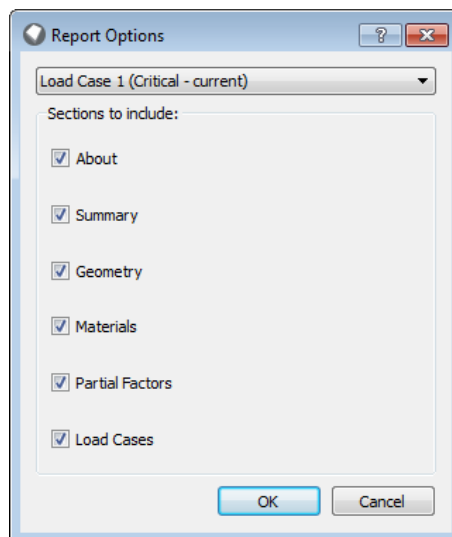 Report Options
?
Load Case 1 (Critical - current)
Sections to include:
About
Summary
Geometry
Materials
Partial Factors
Load Cases
OK
Cancel